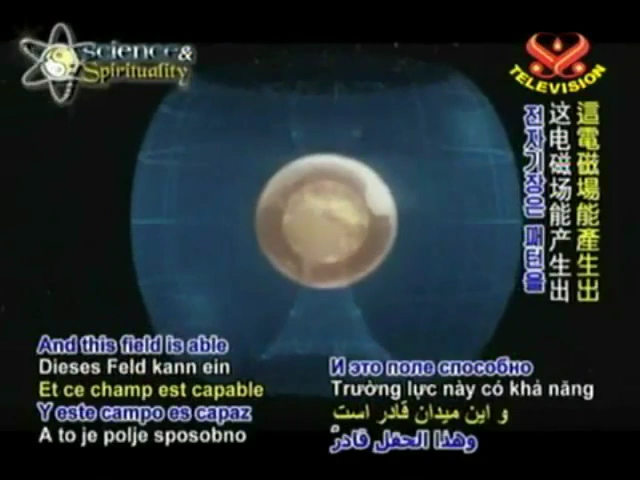 science &
Spirituality
TELEVISION
這電磁場能產生出
这电磁场能产生出
전자기장은 패턴을
And this field is able
Dieses Feld kann ein
Et ce champ est capable
Y este campo es capaz
A to je polje sposobno
И это поле способно
Trường lực này có khả năng
و این میدان قادر است
وهذا الحقل قادرٌ